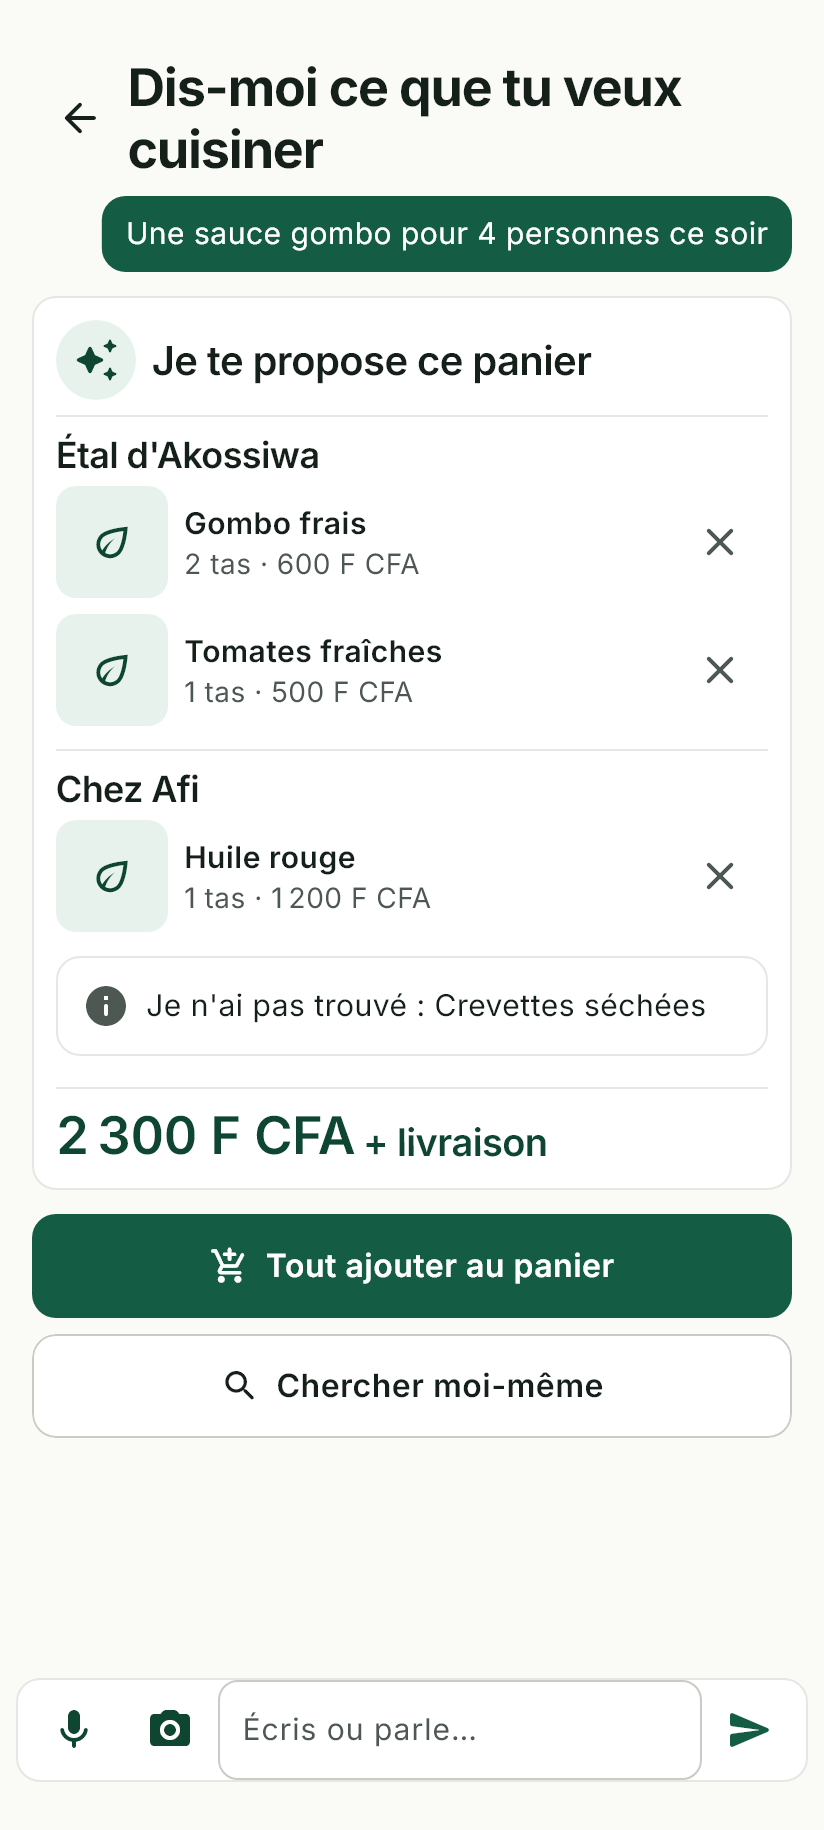 Dis-moi ce que tu veux
cuisiner
Une sauce gombo pour 4 personnes ce soir
Je te propose ce panier
Étal d'Akossiwa
Gombo frais
2 tas · 600 F CFA
Tomates fraîches
1 tas · 500 F CFA
Chez Afi
Huile rouge
1 tas · 1 200 F CFA
Je n'ai pas trouvé : Crevettes séchées
2 300 F CFA + livraison
Tout ajouter au panier
Chercher moi-même
Écris ou parle...